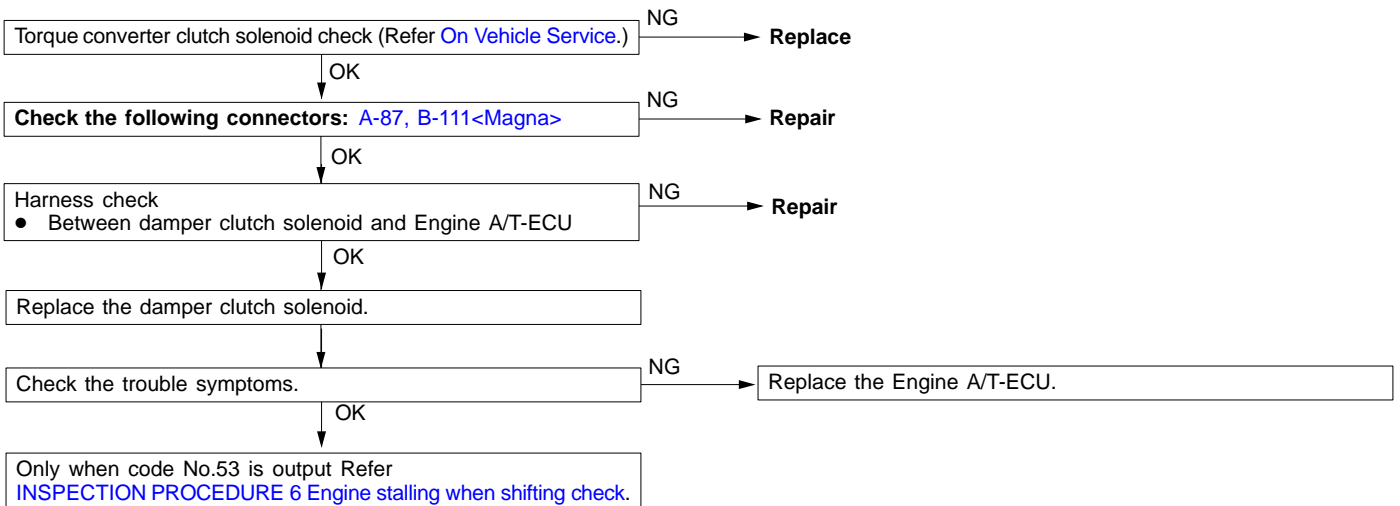 NG
Torque converter clutch solenoid check (Refer On Vehicle Service.)
Replace
OK
Check the following connectors: A-87, B-111<Magna>
NG
Repair
OK
Harness check
● Between damper clutch solenoid and Engine A/T-ECU
NG
Repair
OK
Replace the damper clutch solenoid.
Check the trouble symptoms.
NG
Replace the Engine A/T-ECU.
OK
Only when code No.53 is output Refer
INSPECTION PROCEDURE 6 Engine stalling when shifting check.